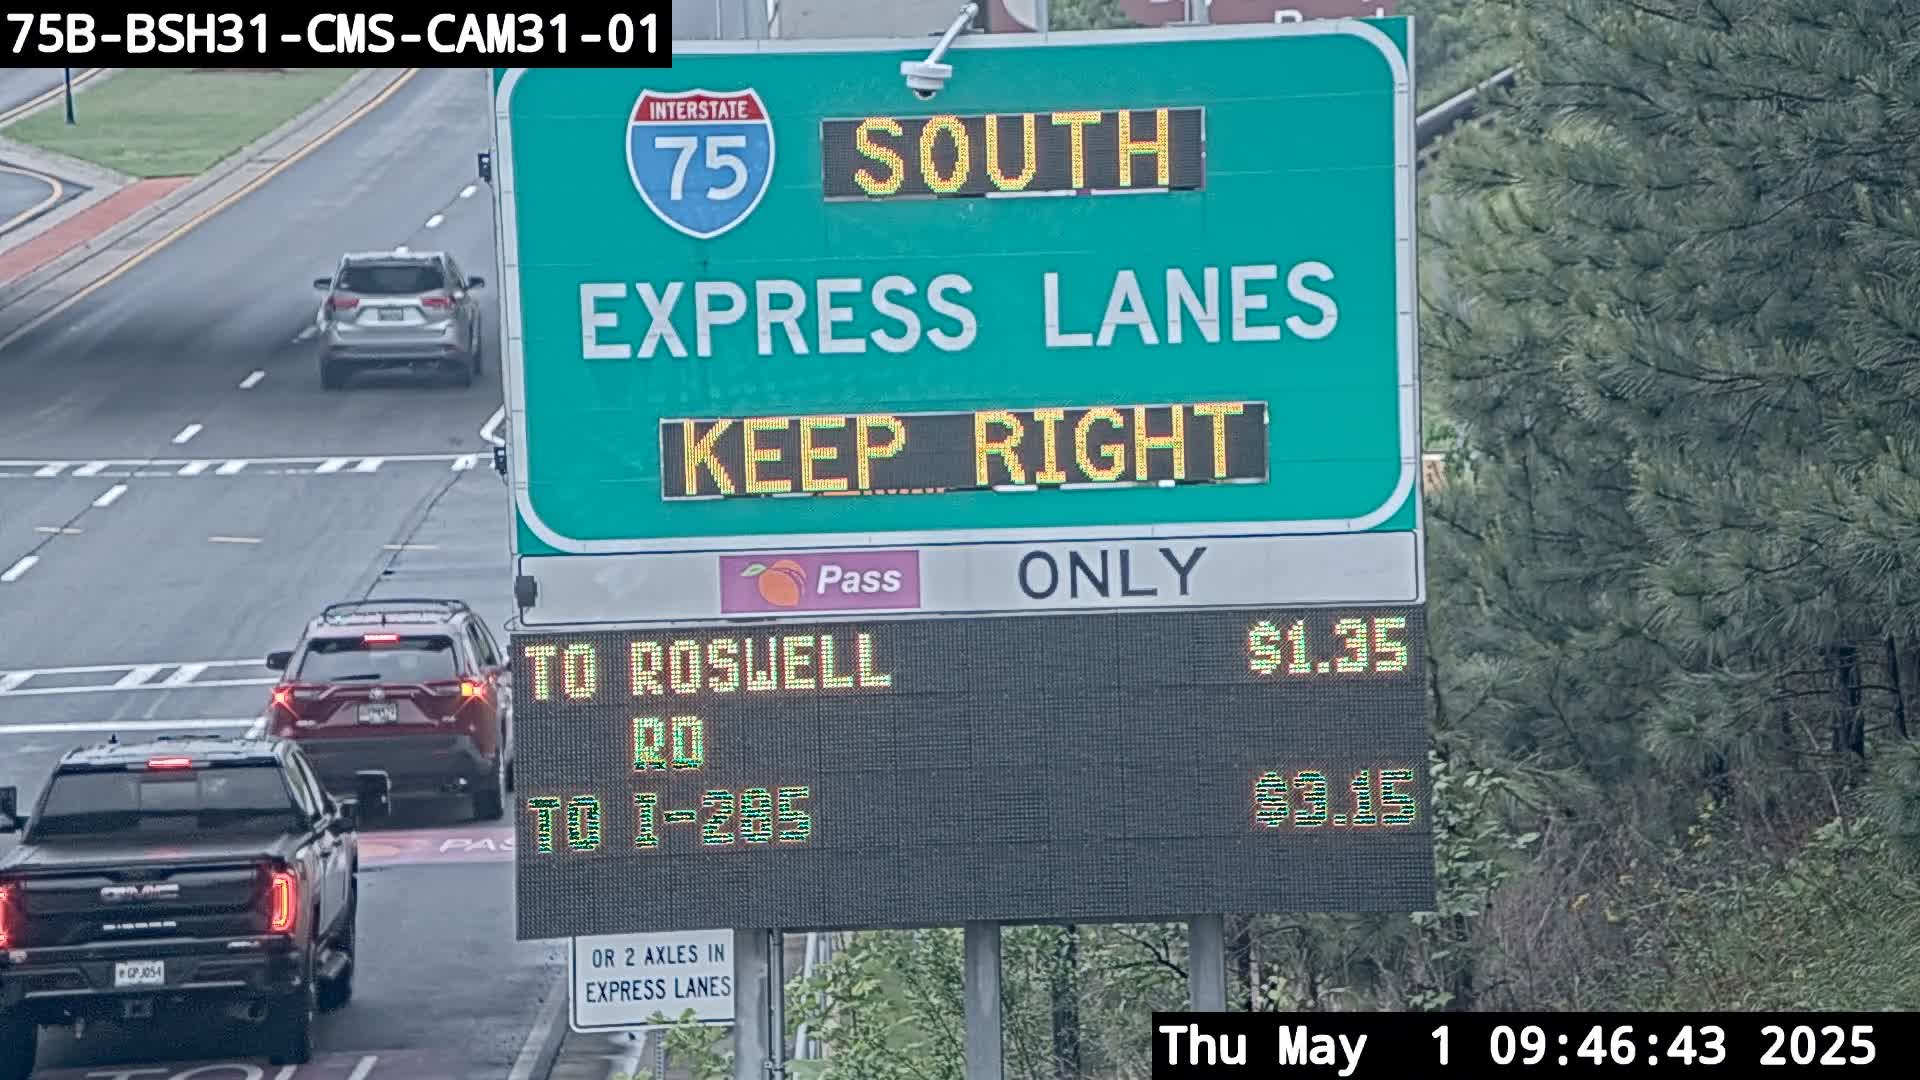 75B-BSH31-CMS-CAM31-01
INTERSTATE
75
SOUTH
EXPRESS LANES
KEEP RIGHT
Pass ONLY
TO ROSWELL $1.35
RD
TO I-285 $3.15
GMC
OR 2 AXLES IN
EXPRESS LANES
Thu May 1 09:46:43 2025